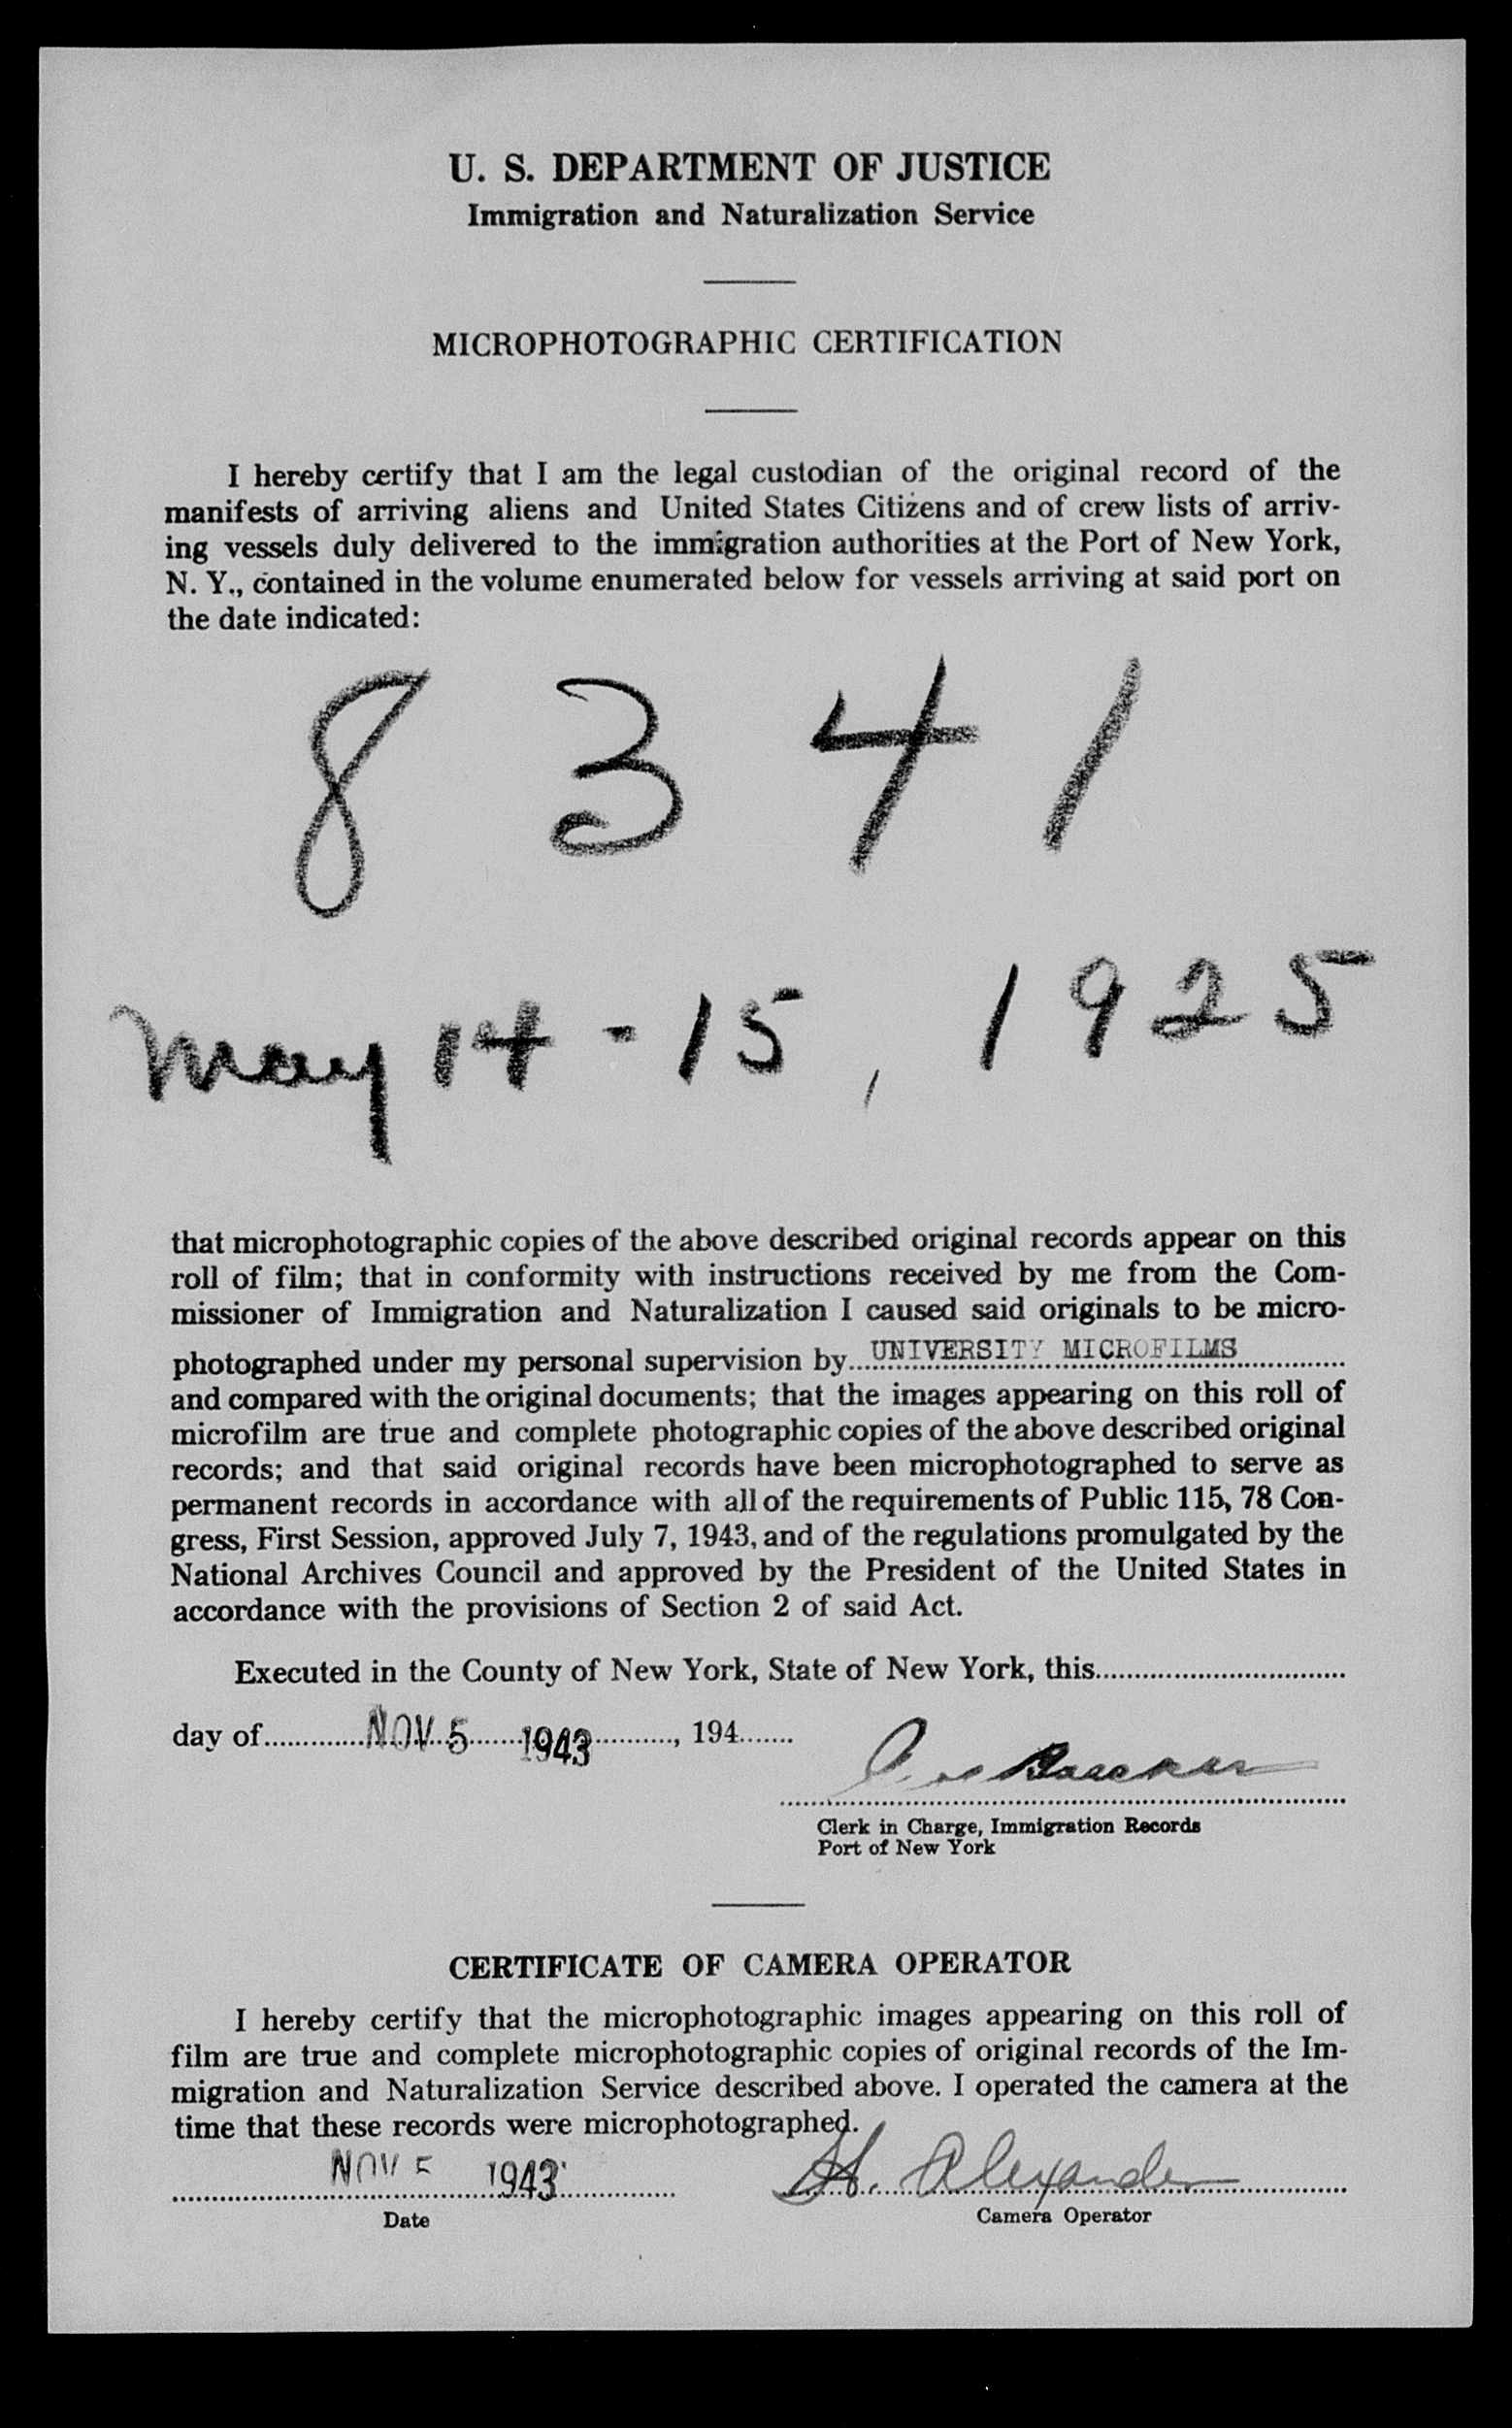 U. S. DEPARTMENT OF JUSTICE
Immigration and Naturalization Service
MICROPHOTOGRAPHIC CERTIFICATION
I hereby certify that I am the legal custodian of the original record of the
manifests of arriving aliens and United States Citizens and of crew lists of arriv-
ing vessels duly delivered to the immigration authorities at the Port of New York,
N. Y., contained in the volume enumerated below for vessels arriving at said port on
the date indicated:
8 3 4 1
May 14 - 15, 1925
that microphotographic copies of the above described original records appear on this
roll of film; that in conformity with instructions received by me from the Com-
missioner of Immigration and Naturalization I caused said originals to be micro-
photographed under my personal supervision by UNIVERSITY MICROFILMS
and compared with the original documents; that the images appearing on this roll of
microfilm are true and complete photographic copies of the above described original
records; and that said original records have been microphotographed to serve as
permanent records in accordance with all of the requirements of Public 115, 78 Con-
gress, First Session, approved July 7, 1943, and of the regulations promulgated by the
National Archives Council and approved by the President of the United States in
accordance with the provisions of Section 2 of said Act.
Executed in the County of New York, State of New York, this
day of NOV 5 1943, 194
Clerk in Charge, Immigration Records
Port of New York
CERTIFICATE OF CAMERA OPERATOR
I hereby certify that the microphotographic images appearing on this roll of
film are true and complete microphotographic copies of original records of the Im-
migration and Naturalization Service described above. I operated the camera at the
time that these records were microphotographed.
NOV 5 1943 H. Alexander
Date Camera Operator